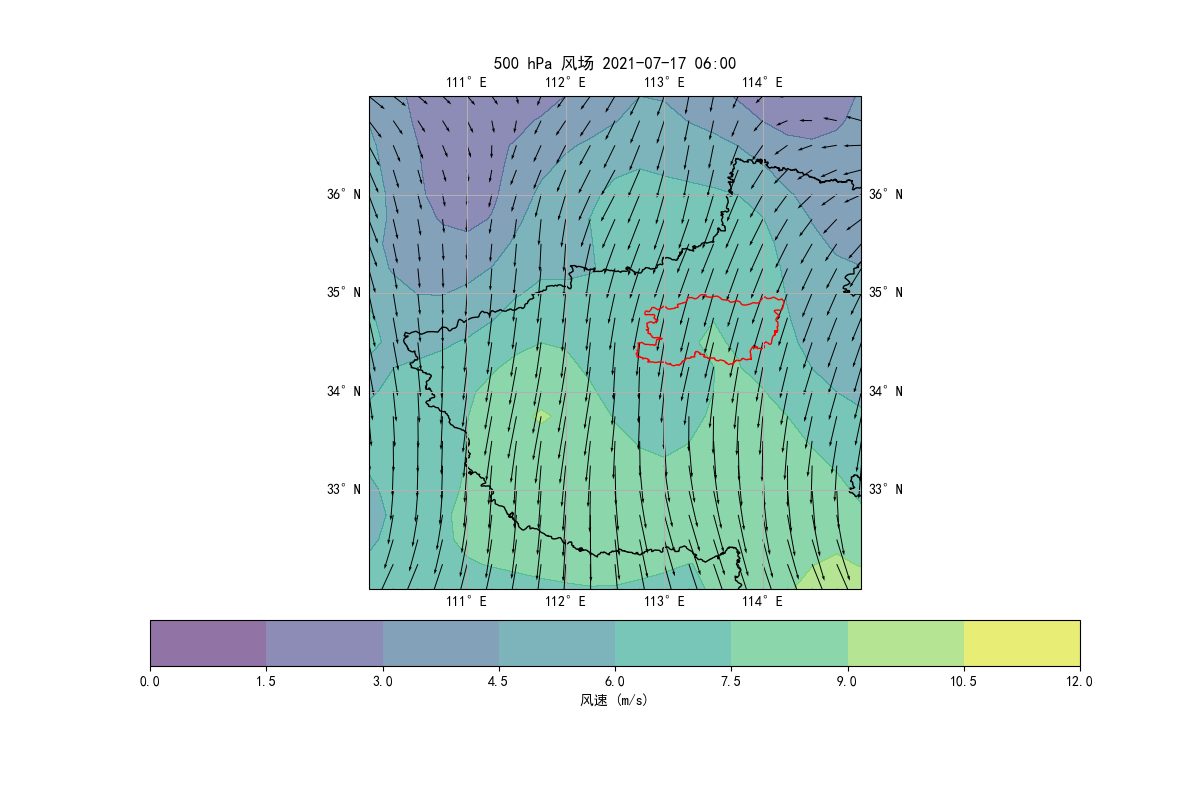 500 hPa 风场 2021-07-17 06:00
111° E 112° E 113° E 114° E
36° N 36° N
35° N 35° N
34° N 34° N
33° N 33° N
111° E 112° E 113° E 114° E
0.0 1.5 3.0 4.5 6.0 7.5 9.0 10.5 12.0
风速 (m/s)